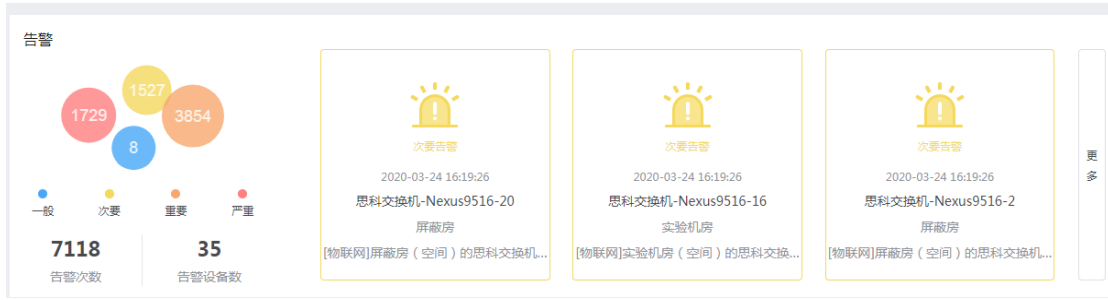 告警
1527
1729
3854
8
一般 次要 重要 严重
7118 35
告警次数 告警设备数
次要告警
2020-03-24 16:19:26
思科交换机-Nexus9516-20
屏蔽房
[物联网]屏蔽房（空间）的思科交换机...
次要告警
2020-03-24 16:19:26
思科交换机-Nexus9516-16
实验机房
[物联网]实验机房（空间）的思科交换...
次要告警
2020-03-24 16:19:26
思科交换机-Nexus9516-2
屏蔽房
[物联网]屏蔽房（空间）的思科交换机...
更
多